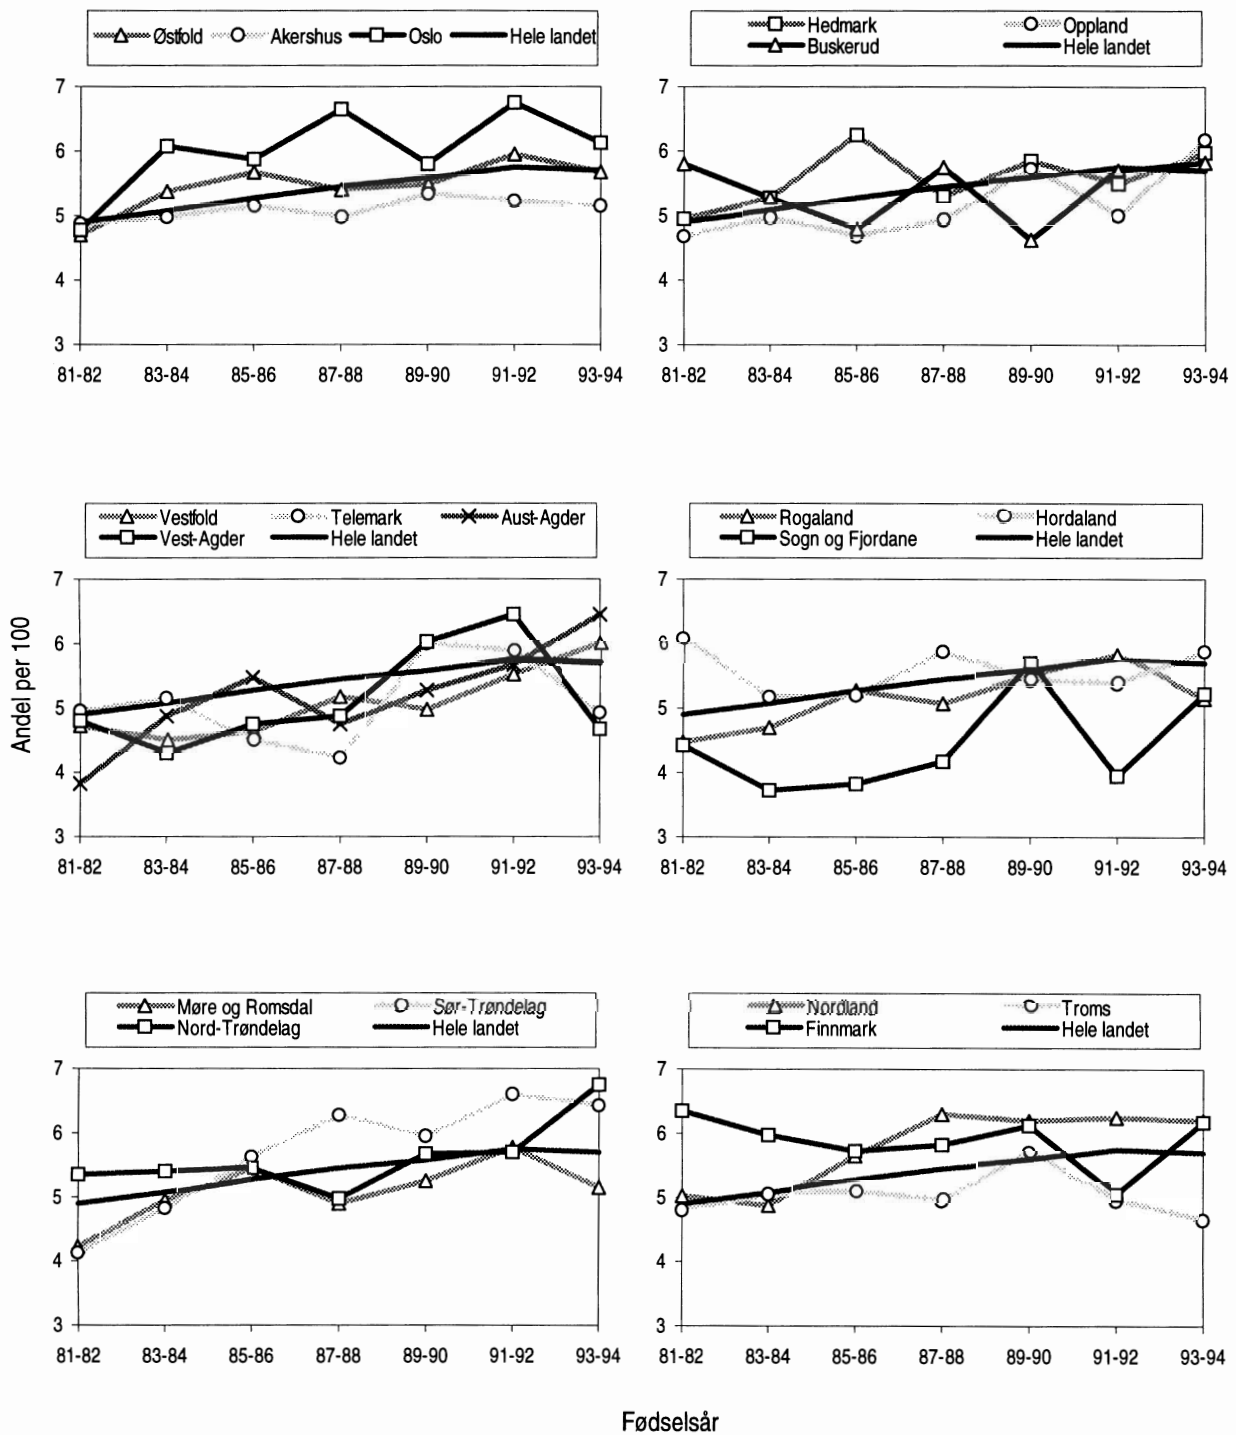 Østfold Akershus Oslo Hele landet
7
6
5
4
3
81-82 83-84 85-86 87-88 89-90 91-92 93-94
Hedmark Oppland
Buskerud Hele landet
7
6
5
4
3
81-82 83-84 85-86 87-88 89-90 91-92 93-94
Andel per 100
Vestfold Telemark Aust-Agder
Vest-Agder Hele landet
7
6
5
4
3
81-82 83-84 85-86 87-88 89-90 91-92 93-94
Rogaland Hordaland
Sogn og Fjordane Hele landet
7
6
5
4
3
81-82 83-84 85-86 87-88 89-90 91-92 93-94
Møre og Romsdal Sør-Trøndelag
Nord-Trøndelag Hele landet
7
6
5
4
3
81-82 83-84 85-86 87-88 89-90 91-92 93-94
Nordland Troms
Finnmark Hele landet
7
6
5
4
3
81-82 83-84 85-86 87-88 89-90 91-92 93-94
Fødselsår